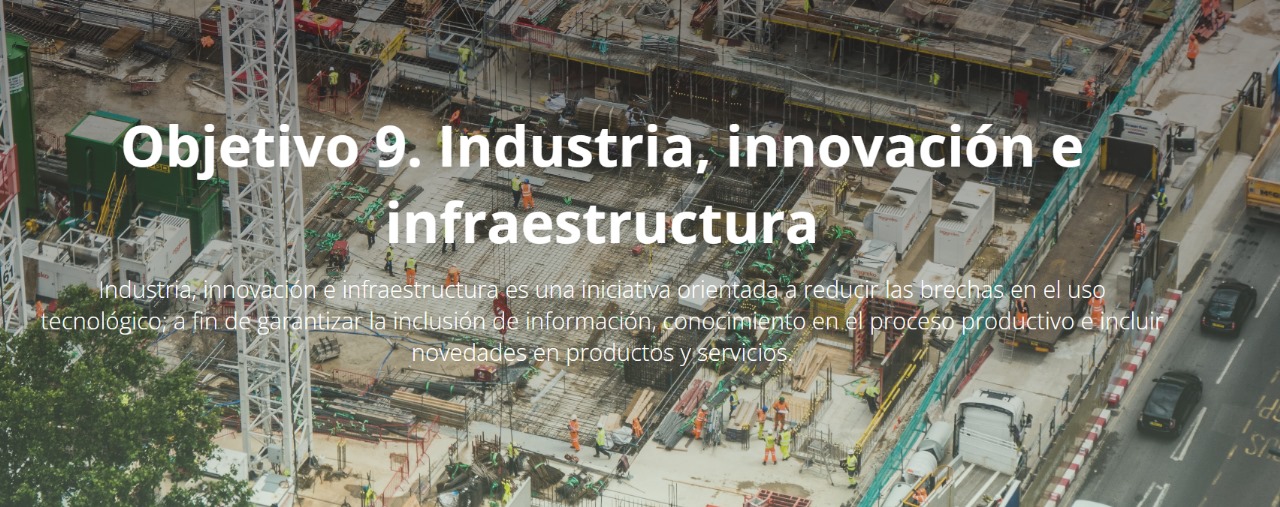 Objetivo 9. Industria, innovación e
infraestructura
Industria, innovación e infraestructura es una iniciativa orientada a reducir las brechas en el uso
tecnológico; a fin de garantizar la inclusión de información, conocimiento en el proceso productivo e incluir
novedades en productos y servicios.